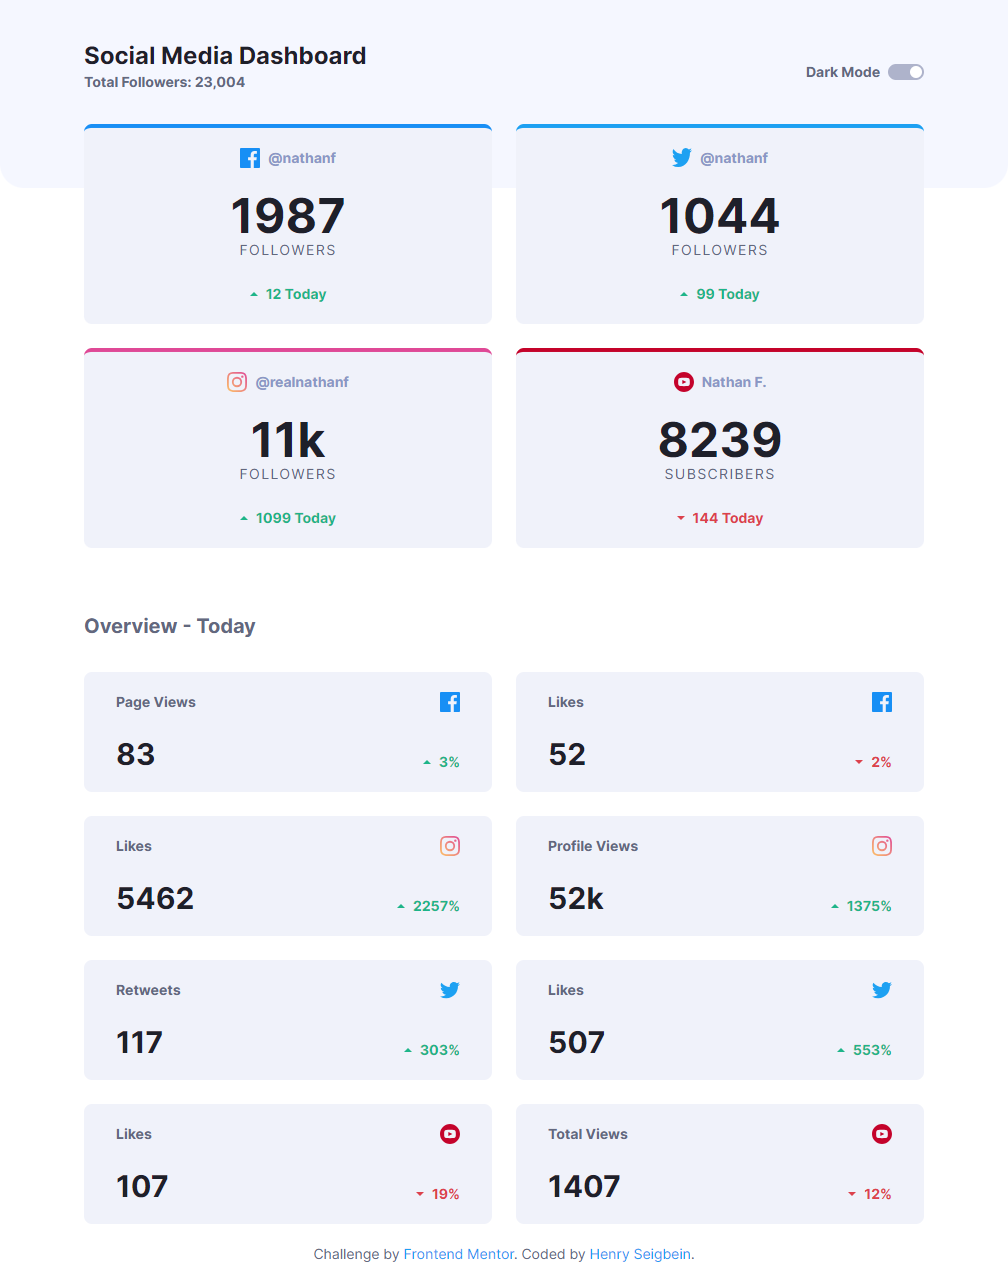 Social Media Dashboard
Total Followers: 23,004
Dark Mode
@nathanf
1987
FOLLOWERS
12 Today
@nathanf
1044
FOLLOWERS
99 Today
@realnathanf
11k
FOLLOWERS
1099 Today
Nathan F.
8239
SUBSCRIBERS
144 Today
Overview - Today
Page Views
83
3%
Likes
52
2%
Likes
5462
2257%
Profile Views
52k
1375%
Retweets
117
303%
Likes
507
553%
Likes
107
19%
Total Views
1407
12%
Challenge by Frontend Mentor. Coded by Henry Seigbein.